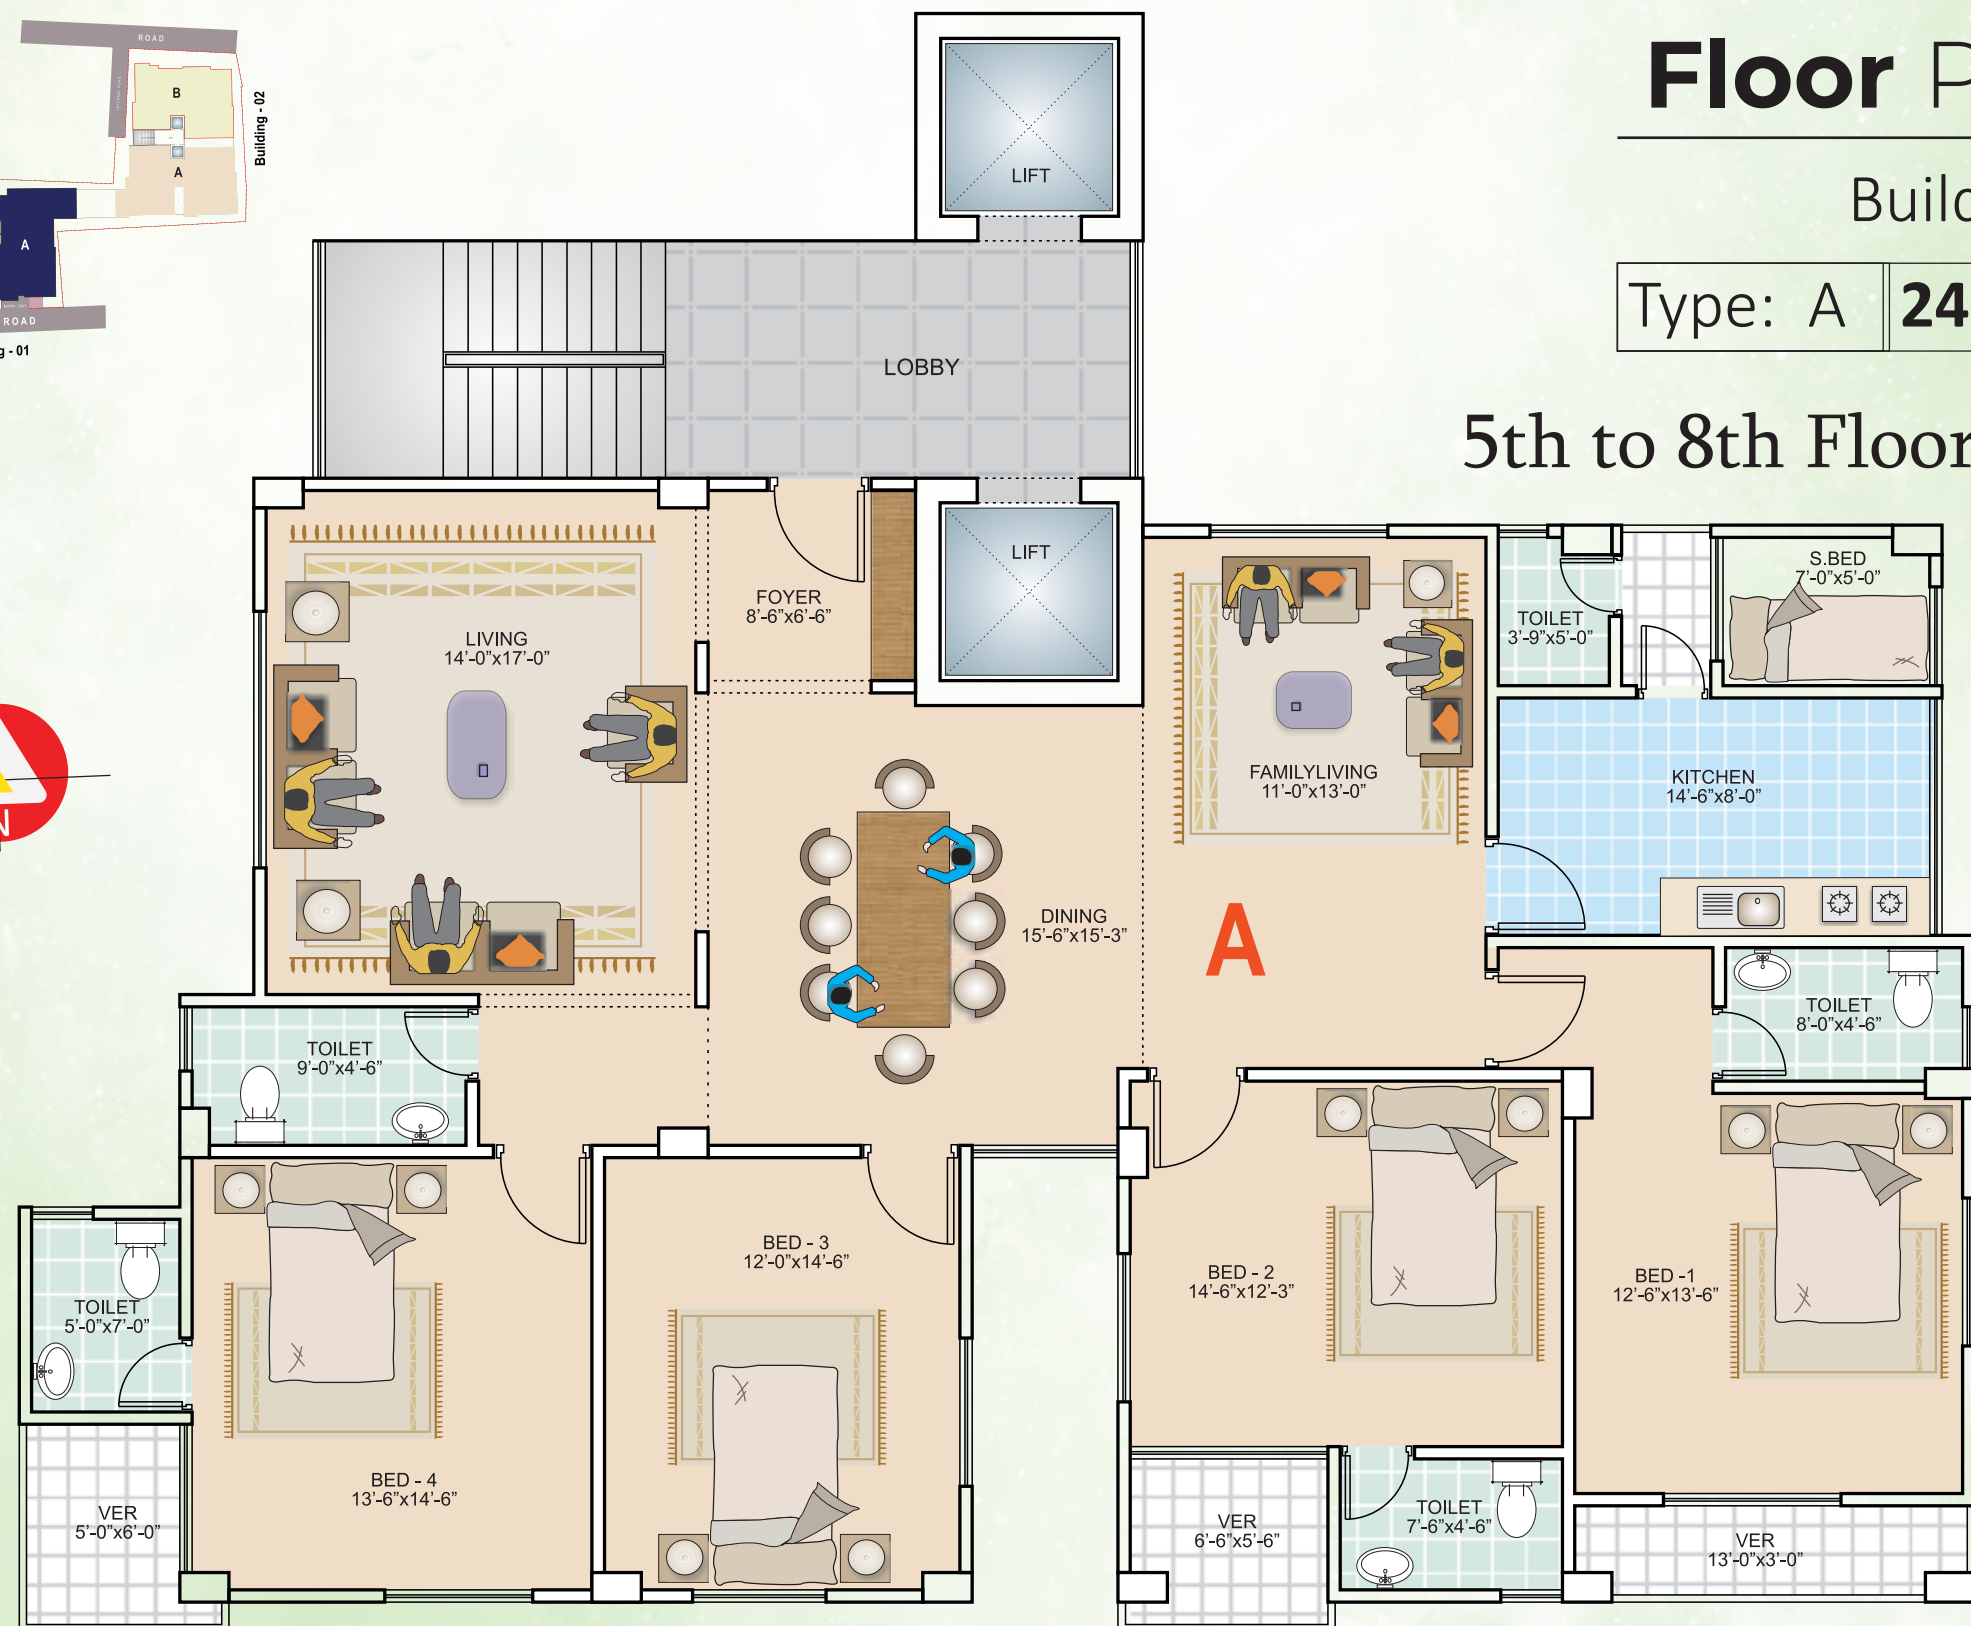 ROAD
B
A
Building - 02
A
ROAD
g - 01
Floor P
Build
Type: A
24
5th to 8th Floor
LIFT
LOBBY
LIFT
FOYER
8'-6"x6'-6"
LIVING
14'-0"x17'-0"
S.BED
7'-0"x5'-0"
TOILET
3'-9"x5'-0"
FAMILYLIVING
11'-0"x13'-0"
KITCHEN
14'-6"x8'-0"
N
DINING
15'-6"x15'-3"
A
TOILET
8'-0"x4'-6"
TOILET
9'-0"x4'-6"
BED - 3
12'-0"x14'-6"
BED - 2
14'-6"x12'-3"
BED -1
12'-6"x13'-6"
TOILET
5'-0"x7'-0"
BED - 4
13'-6"x14'-6"
VER
5'-0"x6'-0"
VER
6'-6"x5'-6"
TOILET
7'-6"x4'-6"
VER
13'-0"x3'-0"